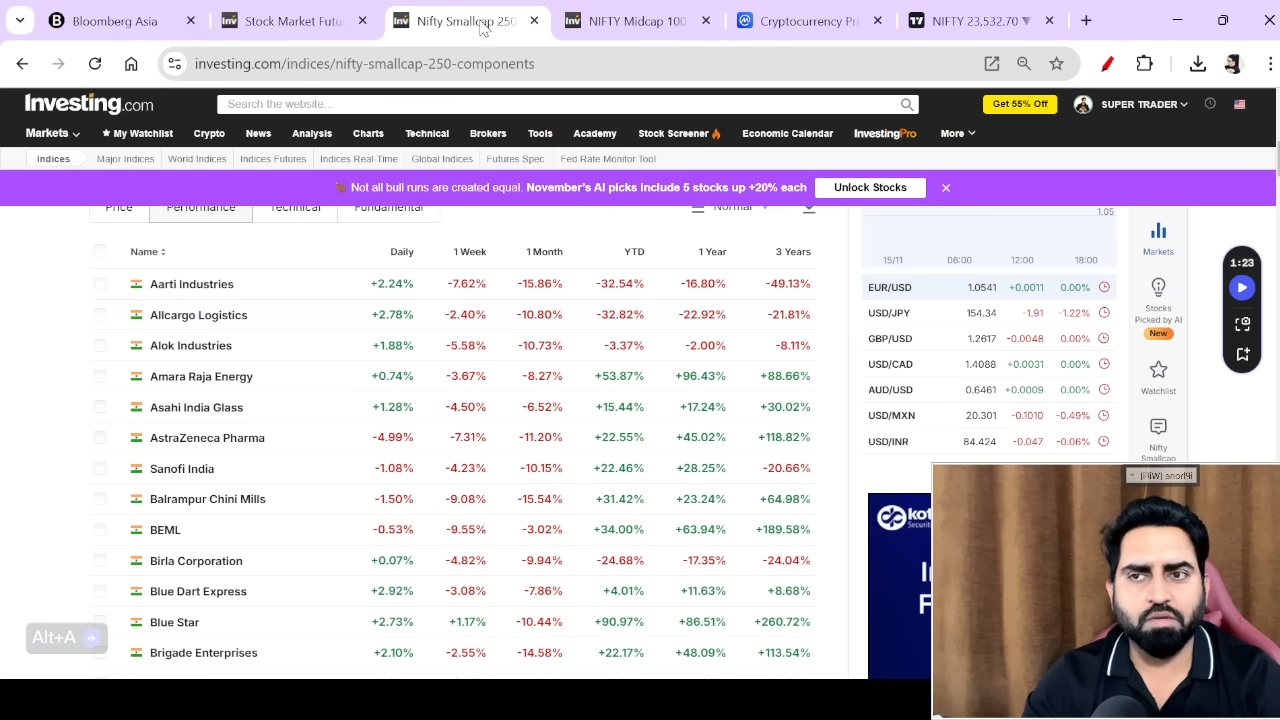 Bloomberg Asia
Stock Market Futu
Nifty Smallcap 250
NIFTY Midcap 100
Cryptocurrency Pri
NIFTY 23,532.70 ▼
investing.com/indices/nifty-smallcap-250-components
Investing.com
Search the website...
Get 55% Off
SUPER TRADER
Markets
My Watchlist
Crypto
News
Analysis
Charts
Technical
Brokers
Tools
Academy
Stock Screener
Economic Calendar
InvestingPro
More
Indices
Major Indices
World Indices
Indices Futures
Indices Real-Time
Global Indices
Futures Spec
Fed Rate Monitor Tool
Not all bull runs are created equal. November's AI picks include 5 stocks up +20% each
Unlock Stocks
Price
Performance
Technical
Fundamental
Normal
Name Daily 1 Week 1 Month YTD 1 Year 3 Years
Aarti Industries +2.24% -7.62% -15.86% -32.54% -16.80% -49.13%
Allcargo Logistics +2.78% -2.40% -10.80% -32.82% -22.92% -21.81%
Alok Industries +1.88% -5.58% -10.73% -3.37% -2.00% -8.11%
Amara Raja Energy +0.74% -3.67% -8.27% +53.87% +96.43% +88.66%
Asahi India Glass +1.28% -4.50% -6.52% +15.44% +17.24% +30.02%
AstraZeneca Pharma -4.99% -7.31% -11.20% +22.55% +45.02% +118.82%
Sanofi India -1.08% -4.23% -10.15% +22.46% +28.25% -20.66%
Balrampur Chini Mills -1.50% -9.08% -15.54% +31.42% +23.24% +64.98%
BEML -0.53% -9.55% -3.02% +34.00% +63.94% +189.58%
Birla Corporation +0.07% -4.82% -9.94% -24.68% -17.35% -24.04%
Blue Dart Express +2.92% -3.08% -7.86% +4.01% +11.63% +8.68%
Blue Star +2.73% +1.17% -10.44% +90.97% +86.51% +260.72%
Brigade Enterprises +2.10% -2.55% -14.58% +22.17% +48.09% +113.54%
Alt+A
1.05
15/11 06:00 12:00 18:00
EUR/USD 1.0541 +0.0011 0.00%
USD/JPY 154.34 -1.91 -1.22%
GBP/USD 1.2617 -0.0048 0.00%
USD/CAD 1.4088 +0.0031 0.00%
AUD/USD 0.6461 +0.0009 0.00%
USD/MXN 20.301 -0.1010 -0.49%
USD/INR 84.424 -0.047 -0.06%
Markets
Stocks
Picked by AI
New
Watchlist
Nifty
Smallcap
1:23
iPhone (Wifi)